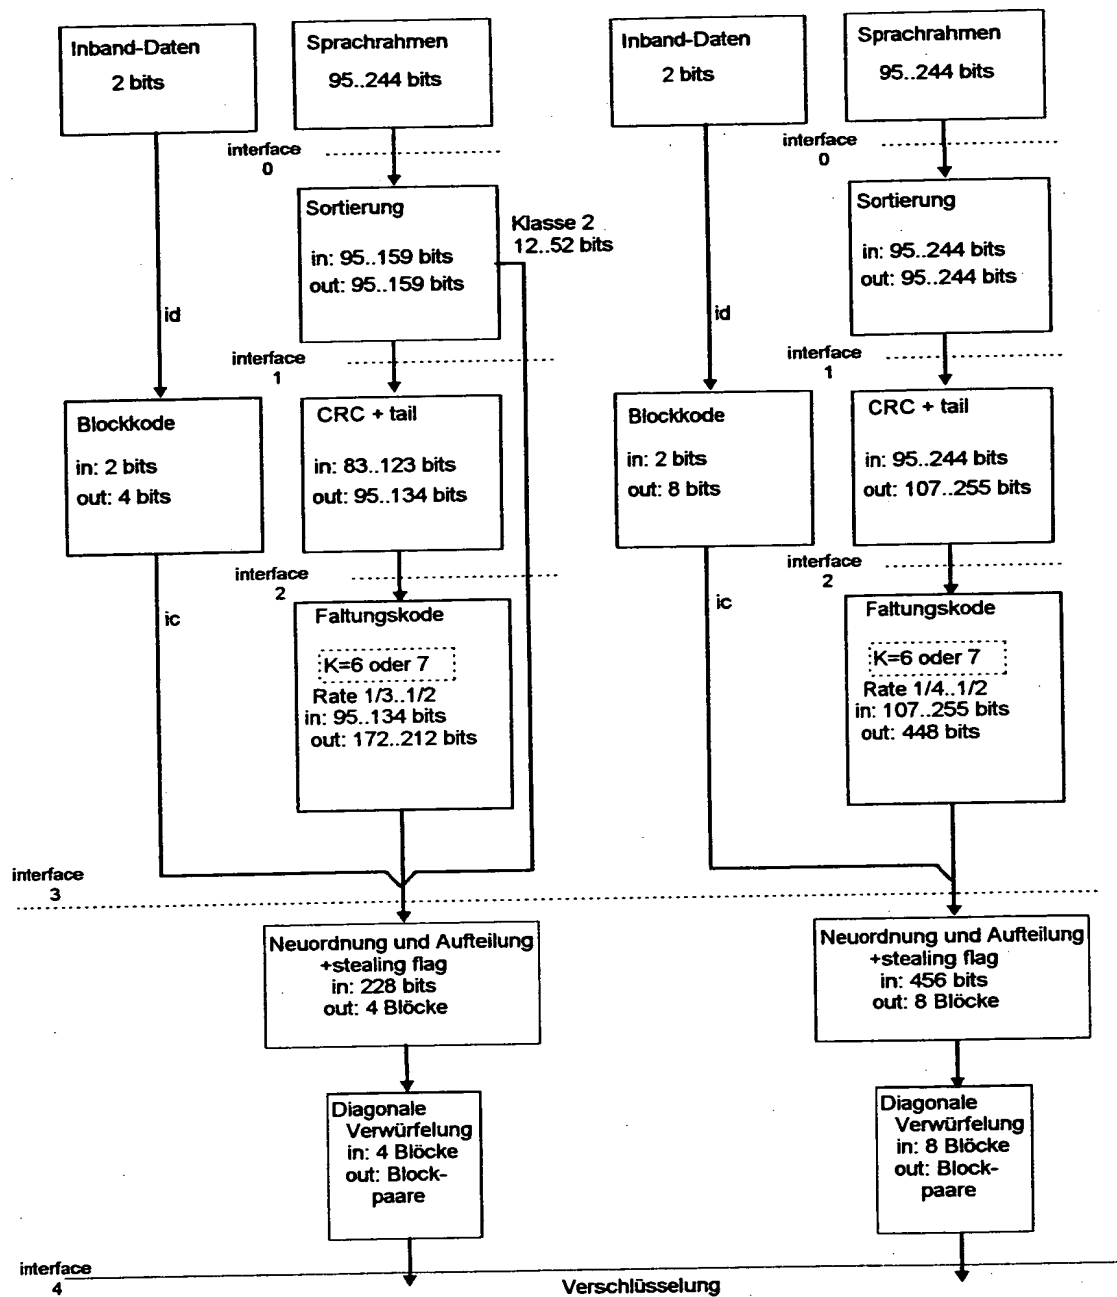 Inband-Daten
2 bits
Sprachrahmen
95..244 bits
interface
0
Sortierung
in: 95..159 bits
out: 95..159 bits
Klasse 2
12..52 bits
id
interface
1
Blockkode
in: 2 bits
out: 4 bits
CRC + tail
in: 83..123 bits
out: 95..134 bits
interface
2
ic
Faltungskode
K=6 oder 7
Rate 1/3..1/2
in: 95..134 bits
out: 172..212 bits
Inband-Daten
2 bits
Sprachrahmen
95..244 bits
interface
0
Sortierung
in: 95..244 bits
out: 95..244 bits
id
interface
1
Blockkode
in: 2 bits
out: 8 bits
CRC + tail
in: 95..244 bits
out: 107..255 bits
interface
2
ic
Faltungskode
K=6 oder 7
Rate 1/4..1/2
in: 107..255 bits
out: 448 bits
interface
3
Neuordnung und Aufteilung
+stealing flag
in: 228 bits
out: 4 Blöcke
Diagonale
Verwürfelung
in: 4 Blöcke
out: Block-
paare
Neuordnung und Aufteilung
+stealing flag
in: 456 bits
out: 8 Blöcke
Diagonale
Verwürfelung
in: 8 Blöcke
out: Block-
paare
interface
4
Verschlüsselung